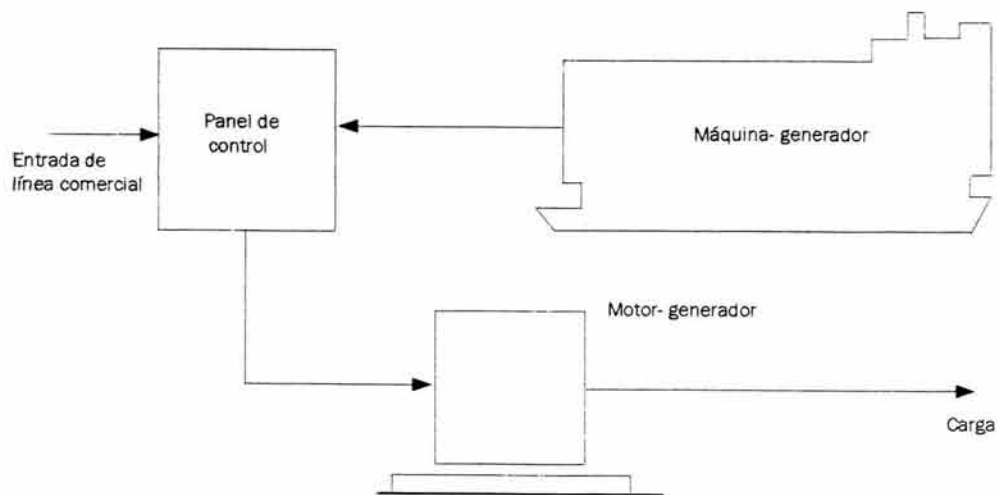 Panel de
control
Máquina- generador
Entrada de
línea comercial
Motor- generador
Carga